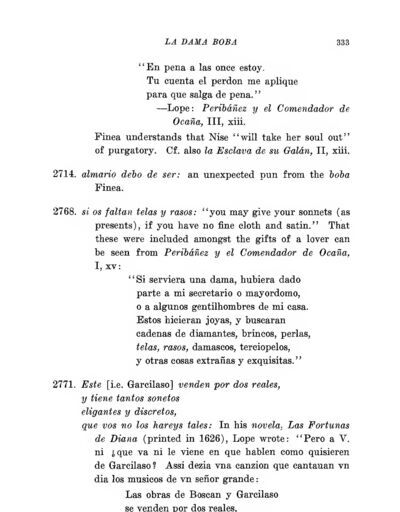 LA DAMA BOBA 333
“En pena a las once estoy.
Tu cuenta el perdon me aplique
para que salga de pena.”
—Lope: Peribáñez y el Comendador de
Ocaña, III, xiii.
Finea understands that Nise “will take her soul out”
of purgatory. Cf. also la Esclava de su Galán, II, xiii.
2714. almario debo de ser: an unexpected pun from the boba
Finea.
2768. si os faltan telas y rasos: “you may give your sonnets (as
presents), if you have no fine cloth and satin.” That
these were included amongst the gifts of a lover can
be seen from Peribáñez y el Comendador de Ocaña,
I, xv:
“Si serviera una dama, hubiera dado
parte a mi secretario o mayordomo,
o a algunos gentilhombres de mi casa.
Estos hicieran joyas, y buscaran
cadenas de diamantes, brincos, perlas,
telas, rasos, damascos, terciopelos,
y otras cosas extrañas y exquisitas.”
2771. Este [i.e. Garcilaso] venden por dos reales,
y tiene tantos sonetos
eligantes y discretos,
que vos no los hareys tales: In his novela, Las Fortunas
de Diana (printed in 1626), Lope wrote: “Pero a V.
ni ¿que va ni le viene en que hablen como quisieren
de Garcilaso? Assi dezia vna canzion que cantauan vn
dia los musicos de vn señor grande:
Las obras de Boscan y Garcilaso
se venden por dos reales,